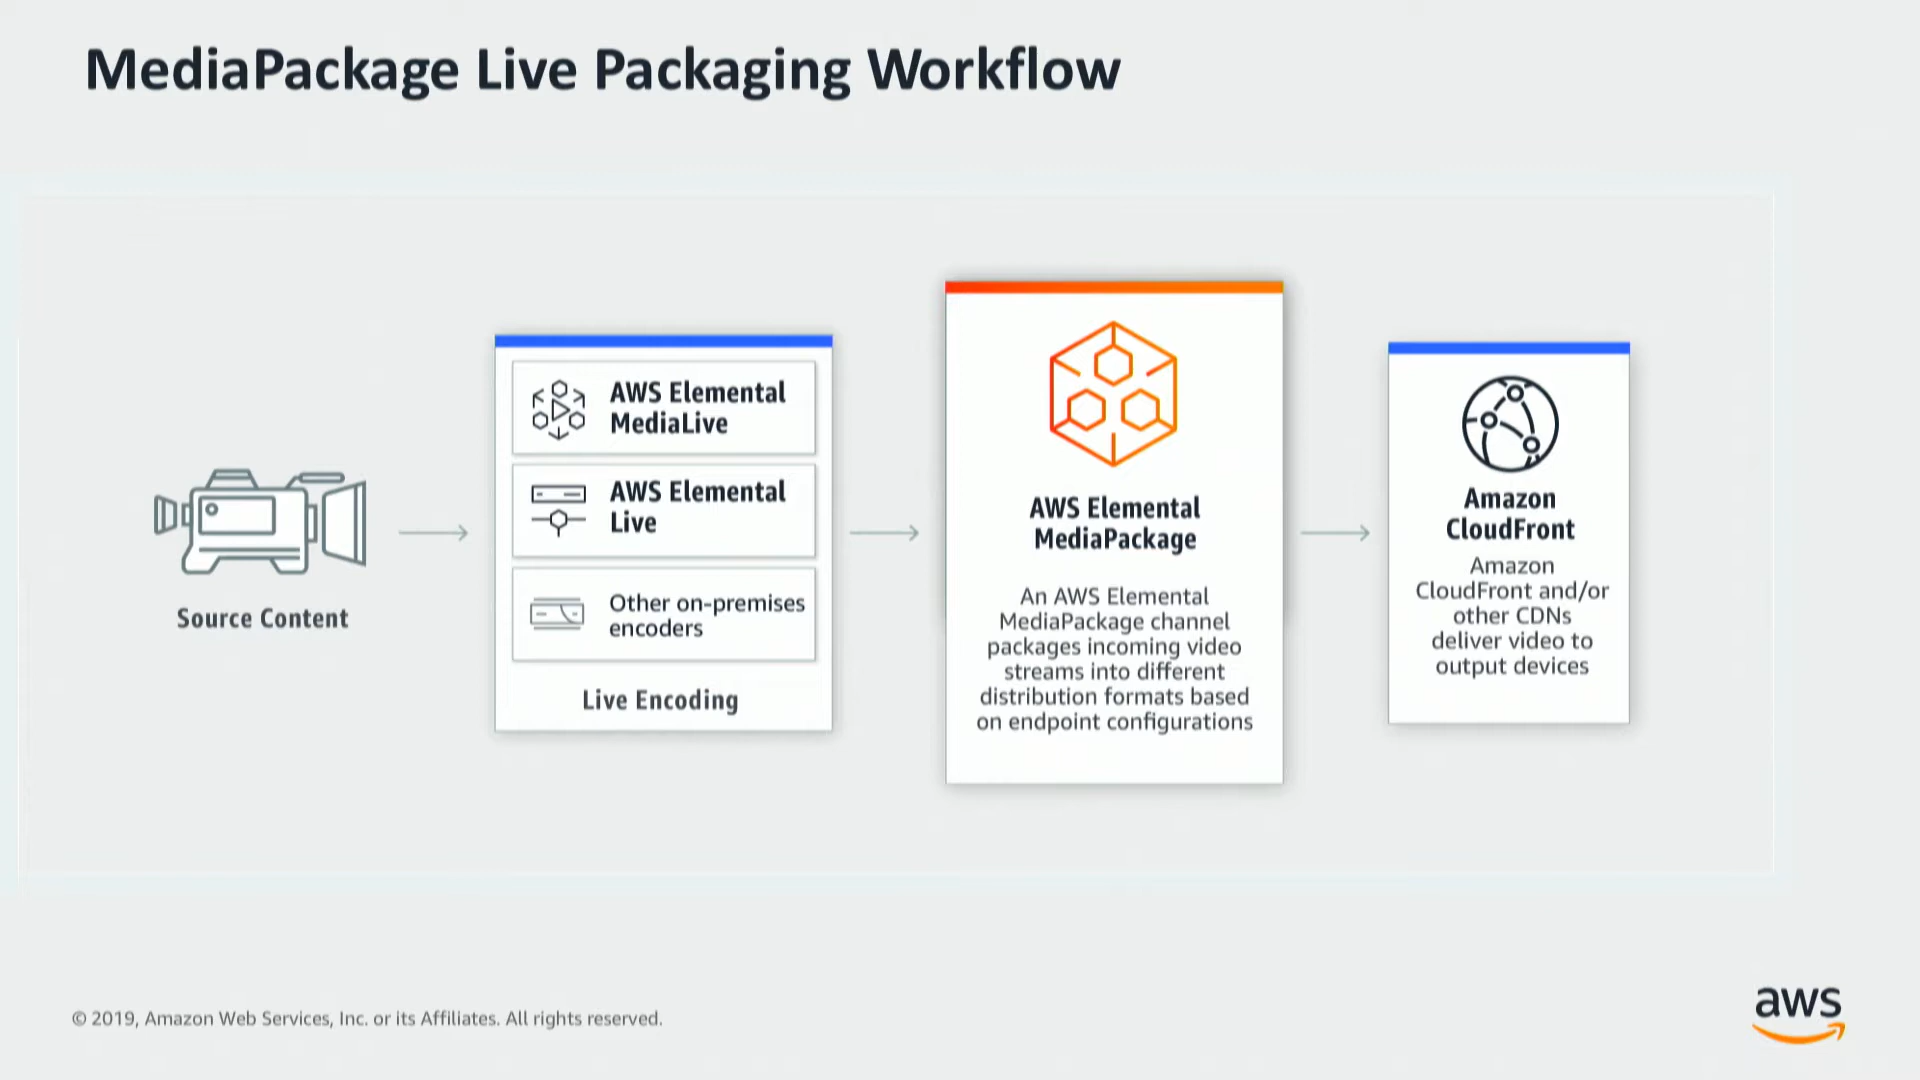 MediaPackage Live Packaging Workflow
Source Content
AWS Elemental
MediaLive
AWS Elemental
Live
Other on-premises
encoders
Live Encoding
AWS Elemental
MediaPackage
An AWS Elemental
MediaPackage channel
packages incoming video
streams into different
distribution formats based
on endpoint configurations
Amazon
CloudFront
Amazon
CloudFront and/or
other CDNs
deliver video to
output devices
© 2019, Amazon Web Services, Inc. or its Affiliates. All rights reserved.
aws